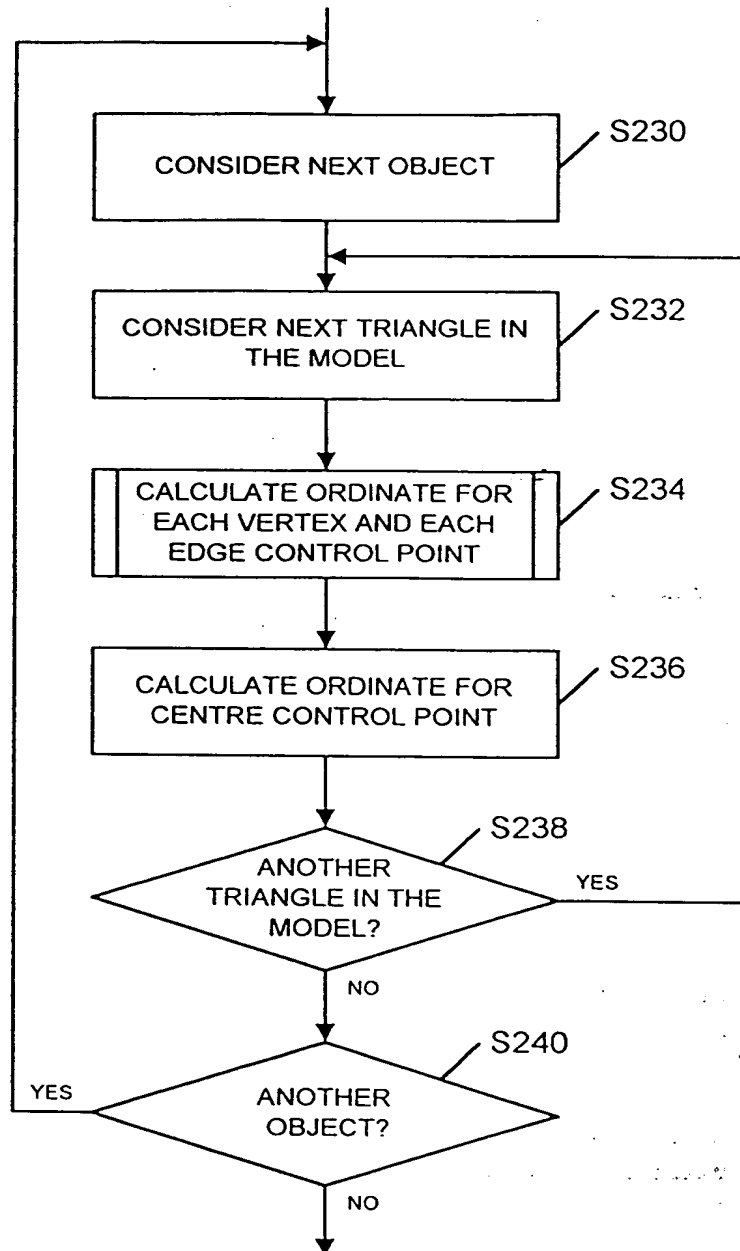 CONSIDER NEXT OBJECT
S230
CONSIDER NEXT TRIANGLE IN
THE MODEL
S232
CALCULATE ORDINATE FOR
EACH VERTEX AND EACH
EDGE CONTROL POINT
S234
CALCULATE ORDINATE FOR
CENTRE CONTROL POINT
S236
ANOTHER
TRIANGLE IN THE
MODEL?
S238
YES
NO
ANOTHER
OBJECT?
S240
YES
NO